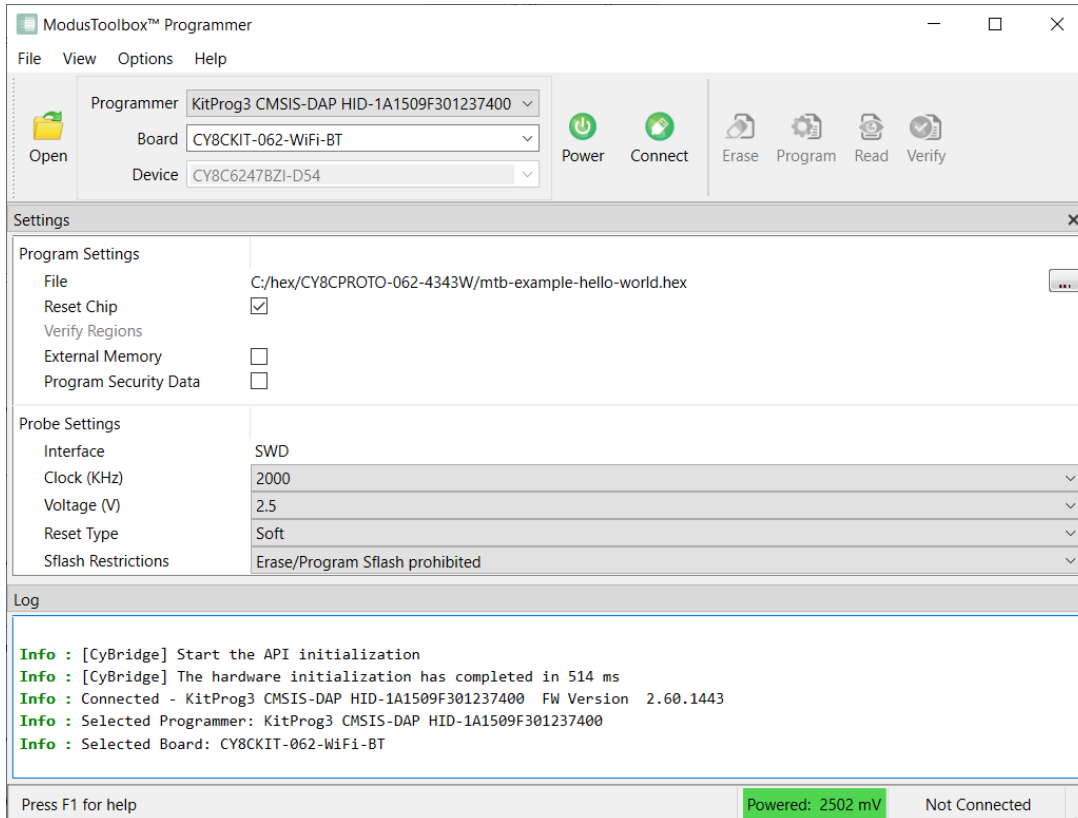 ModusToolbox™ Programmer
File View Options Help
Open
Programmer KitProg3 CMSIS-DAP HID-1A1509F301237400
Board CY8CKIT-062-WiFi-BT
Device CY8C6247BZI-D54
Power Connect Erase Program Read Verify
Settings
Program Settings
File C:/hex/CY8CPROTO-062-4343W/mtb-example-hello-world.hex ...
Reset Chip
Verify Regions
External Memory
Program Security Data
Probe Settings
Interface SWD
Clock (KHz) 2000
Voltage (V) 2.5
Reset Type Soft
Sflash Restrictions Erase/Program Sflash prohibited
Log
Info : [CyBridge] Start the API initialization
Info : [CyBridge] The hardware initialization has completed in 514 ms
Info : Connected - KitProg3 CMSIS-DAP HID-1A1509F301237400 FW Version 2.60.1443
Info : Selected Programmer: KitProg3 CMSIS-DAP HID-1A1509F301237400
Info : Selected Board: CY8CKIT-062-WiFi-BT
Press F1 for help Powered: 2502 mV Not Connected